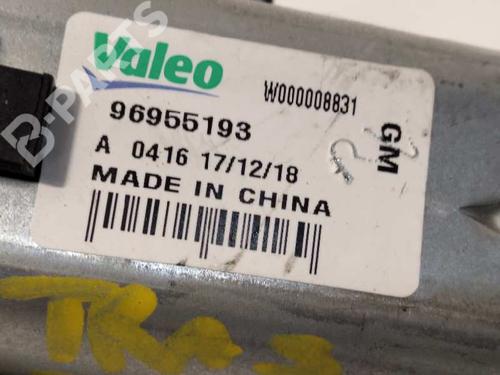 B-PARTS
Valeo
W000008831
96955193
GM
A 0416 17/12/18
MADE IN CHINA